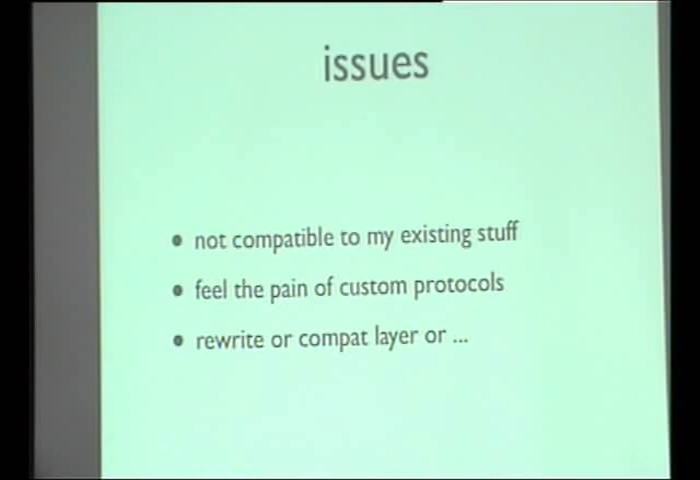 issues
• not compatible to my existing stuff
• feel the pain of custom protocols
• rewrite or compat layer or ...